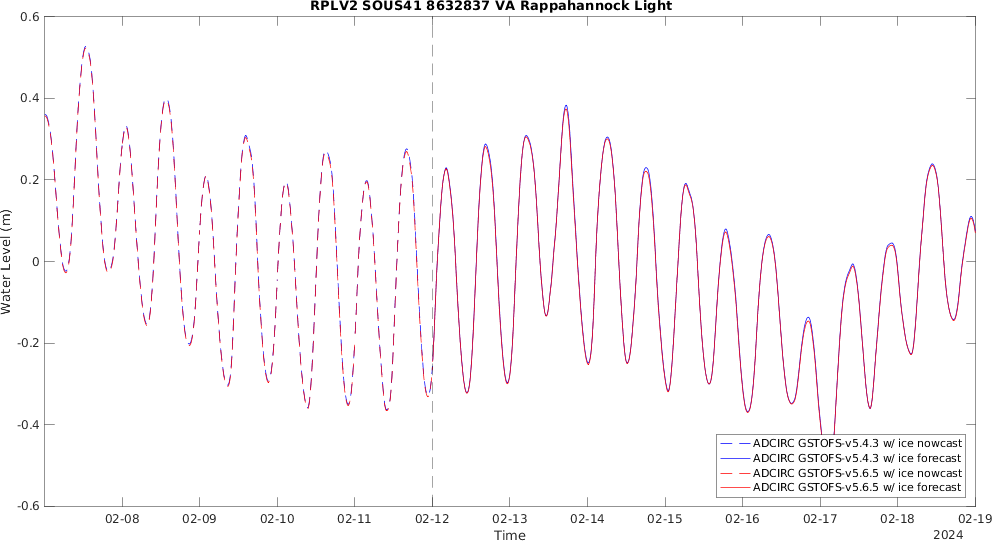 RPLV2 SOUS41 8632837 VA Rappahannock Light
0.6
0.4
0.2
0
-0.2
-0.4
-0.6
Water Level (m)
ADCIRC GSTOFS-v5.4.3 w/ ice nowcast
ADCIRC GSTOFS-v5.4.3 w/ ice forecast
ADCIRC GSTOFS-v5.6.5 w/ ice nowcast
ADCIRC GSTOFS-v5.6.5 w/ ice forecast
02-08 02-09 02-10 02-11 02-12 02-13 02-14 02-15 02-16 02-17 02-18 02-19
Time
2024